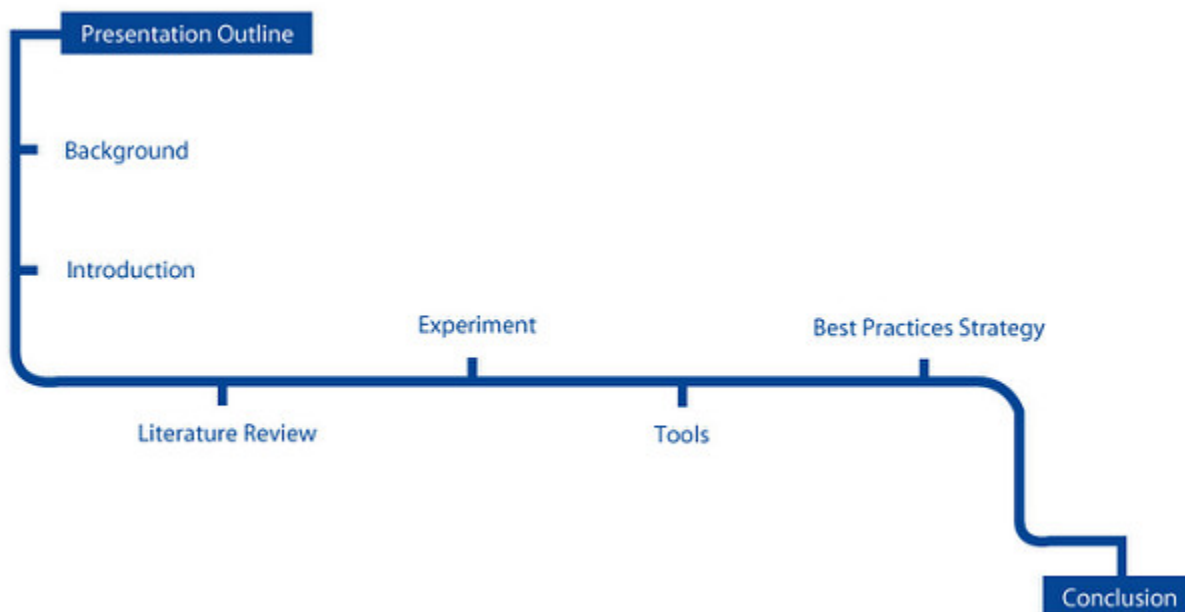 Presentation Outline
Background
Introduction
Literature Review
Experiment
Tools
Best Practices Strategy
Conclusion